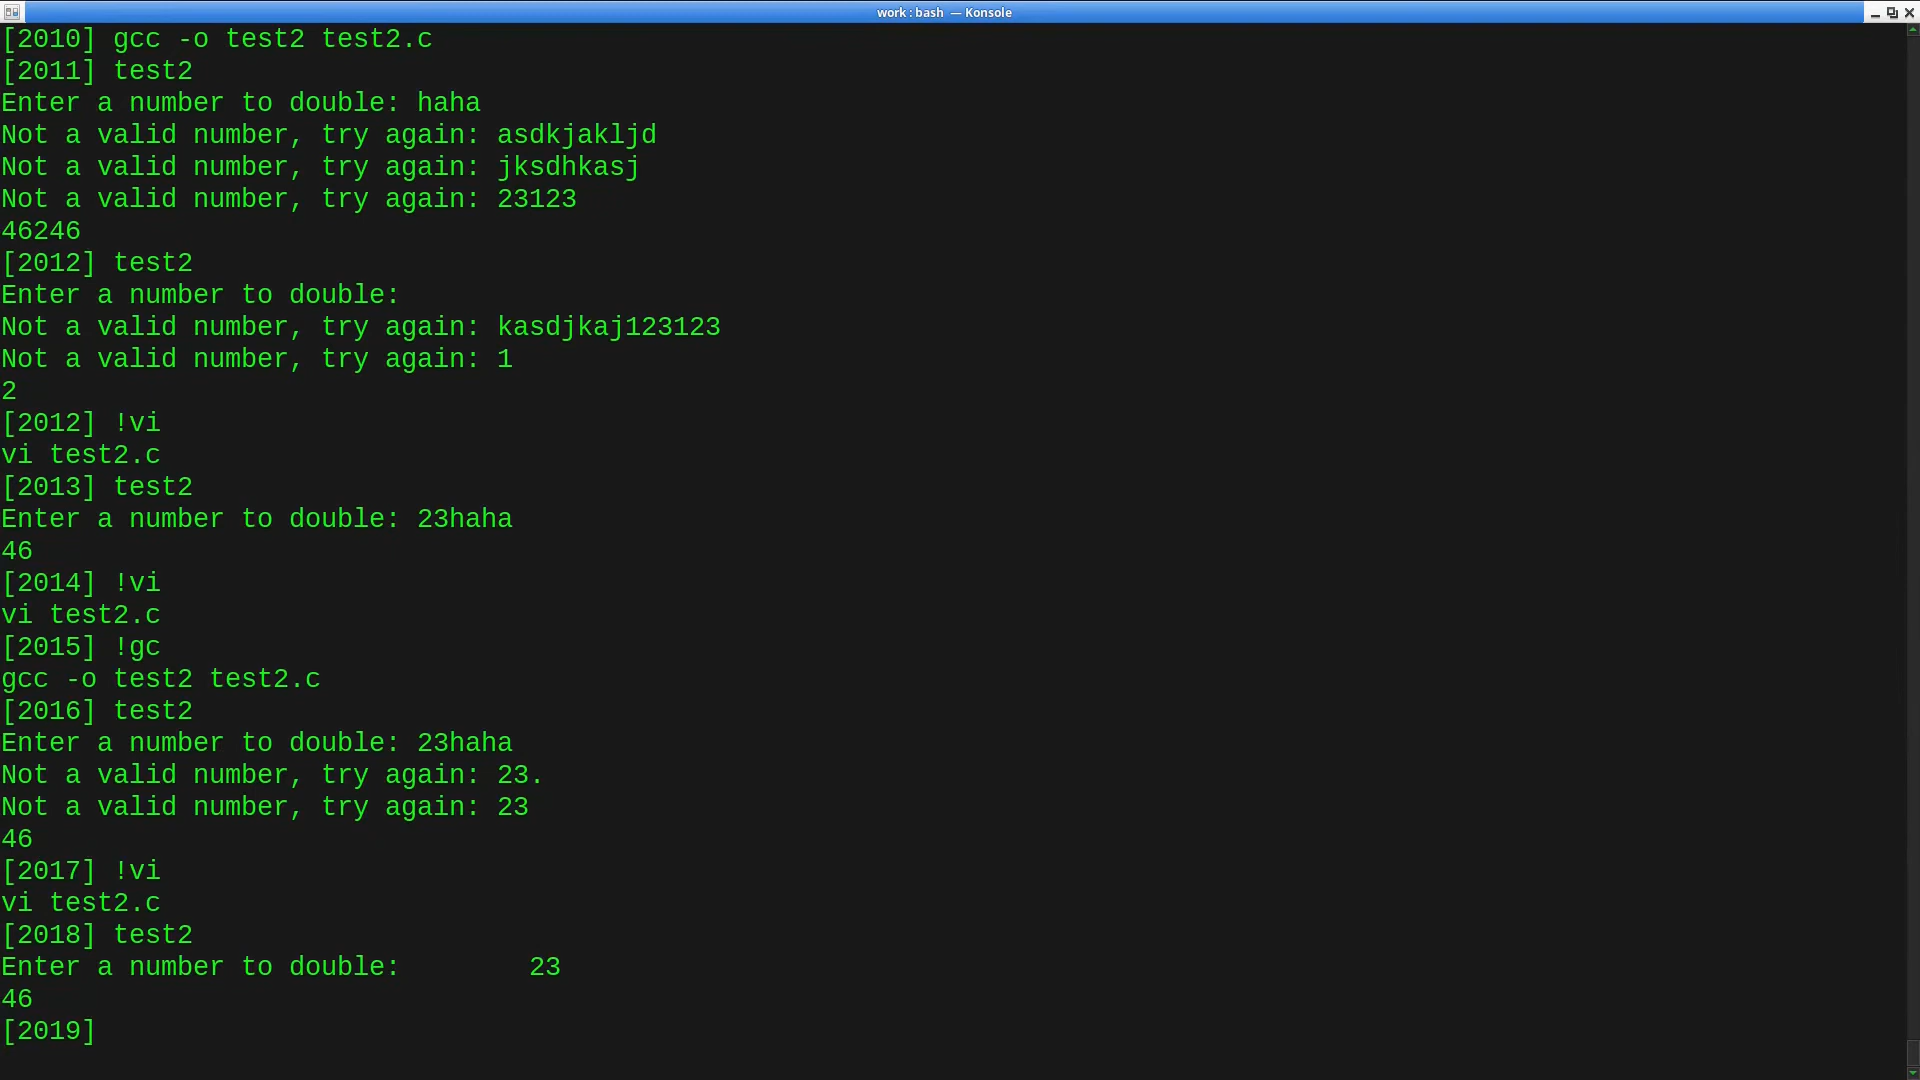 work : bash — Konsole
[2010] gcc -o test2 test2.c
[2011] test2
Enter a number to double: haha
Not a valid number, try again: asdkjakljd
Not a valid number, try again: jksdhkasj
Not a valid number, try again: 23123
46246
[2012] test2
Enter a number to double:
Not a valid number, try again: kasdjkaj123123
Not a valid number, try again: 1
2
[2012] !vi
vi test2.c
[2013] test2
Enter a number to double: 23haha
46
[2014] !vi
vi test2.c
[2015] !gc
gcc -o test2 test2.c
[2016] test2
Enter a number to double: 23haha
Not a valid number, try again: 23.
Not a valid number, try again: 23
46
[2017] !vi
vi test2.c
[2018] test2
Enter a number to double:         23
46
[2019]